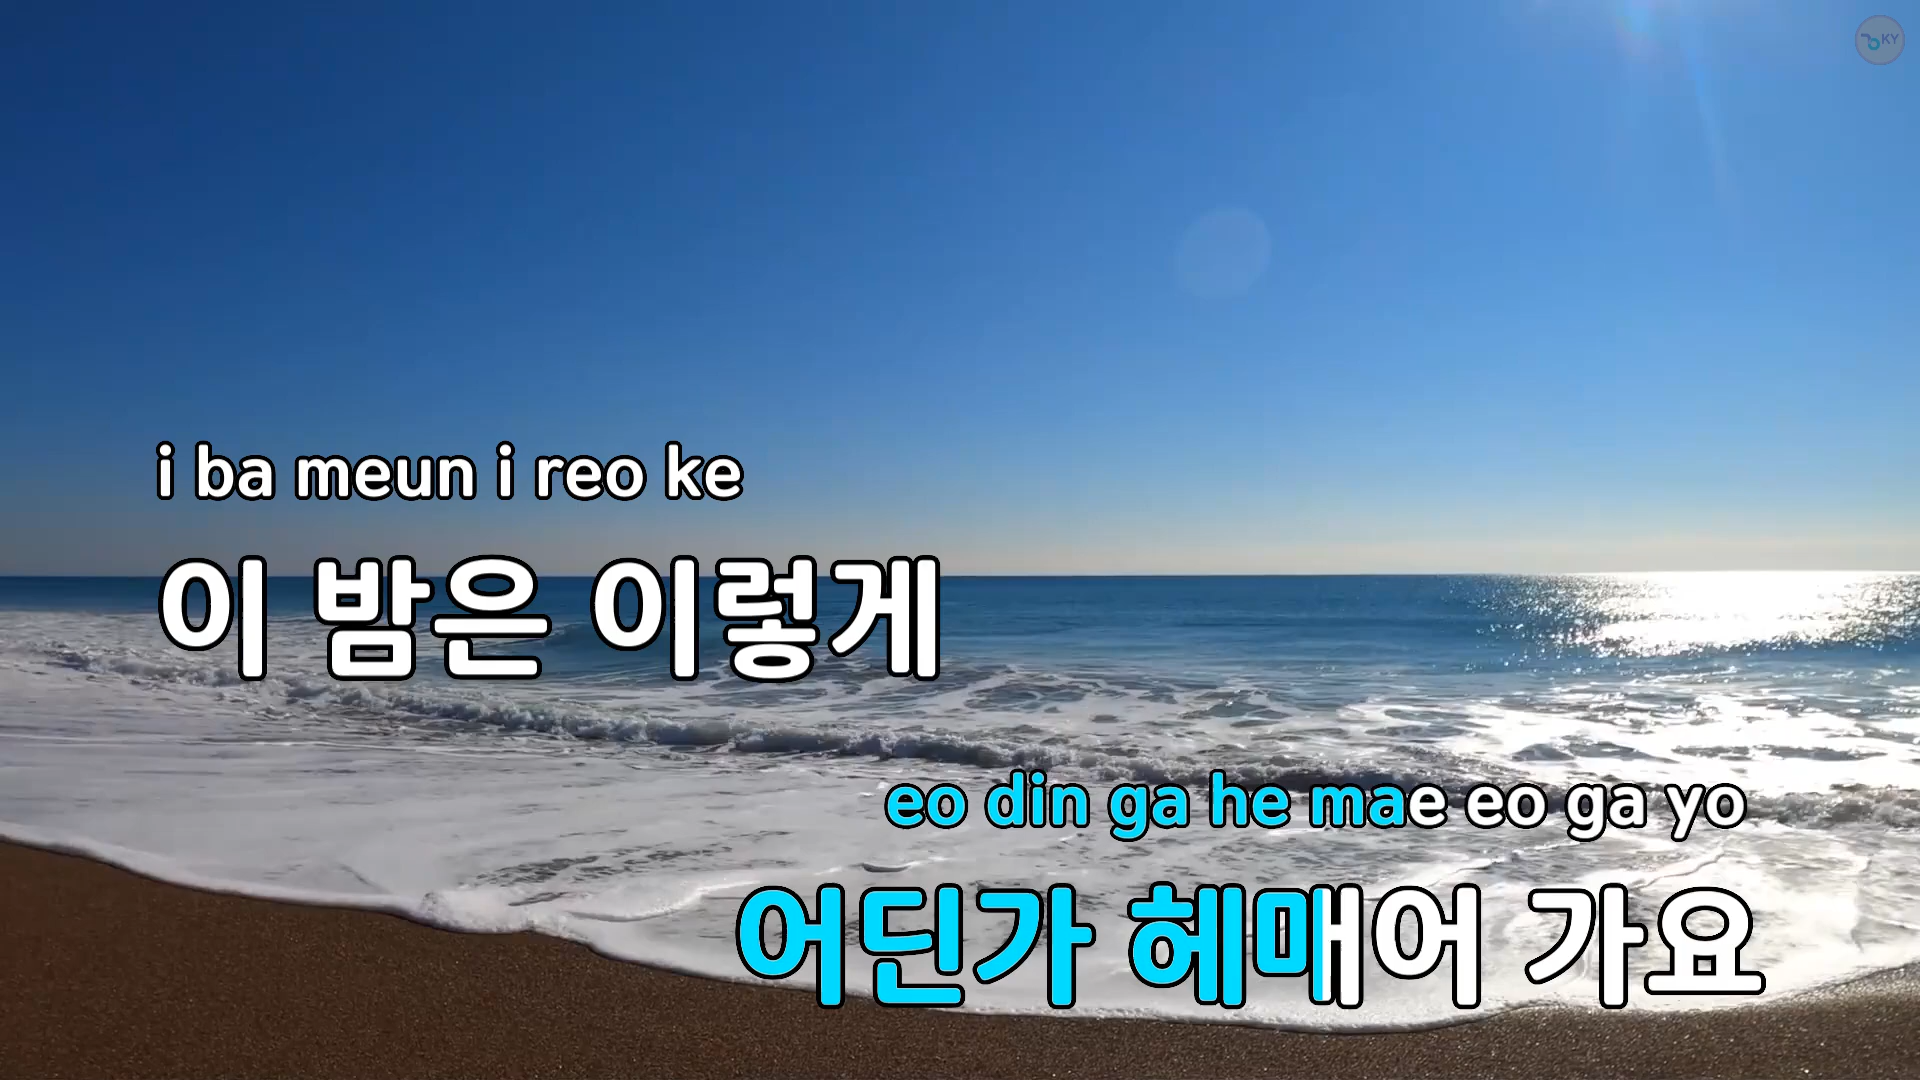 KY
i ba meun i reo ke
이 밤은 이렇게
eo din ga he mae eo ga yo
어딘가 헤매어 가요